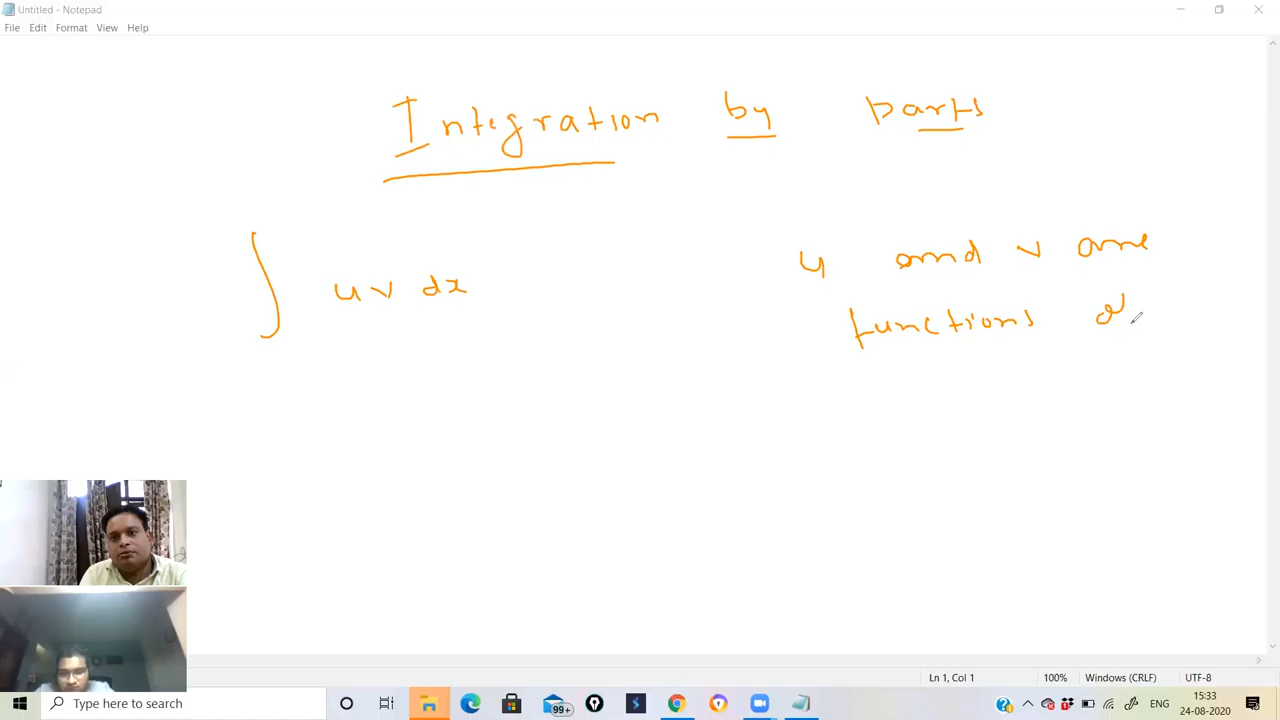 Untitled - Notepad
File Edit Format View Help
Integration by parts
∫ uv dx
u and v are
functions of
Ln 1, Col 1 100% Windows (CRLF) UTF-8
Type here to search
99+
ENG
15:33
24-08-2020